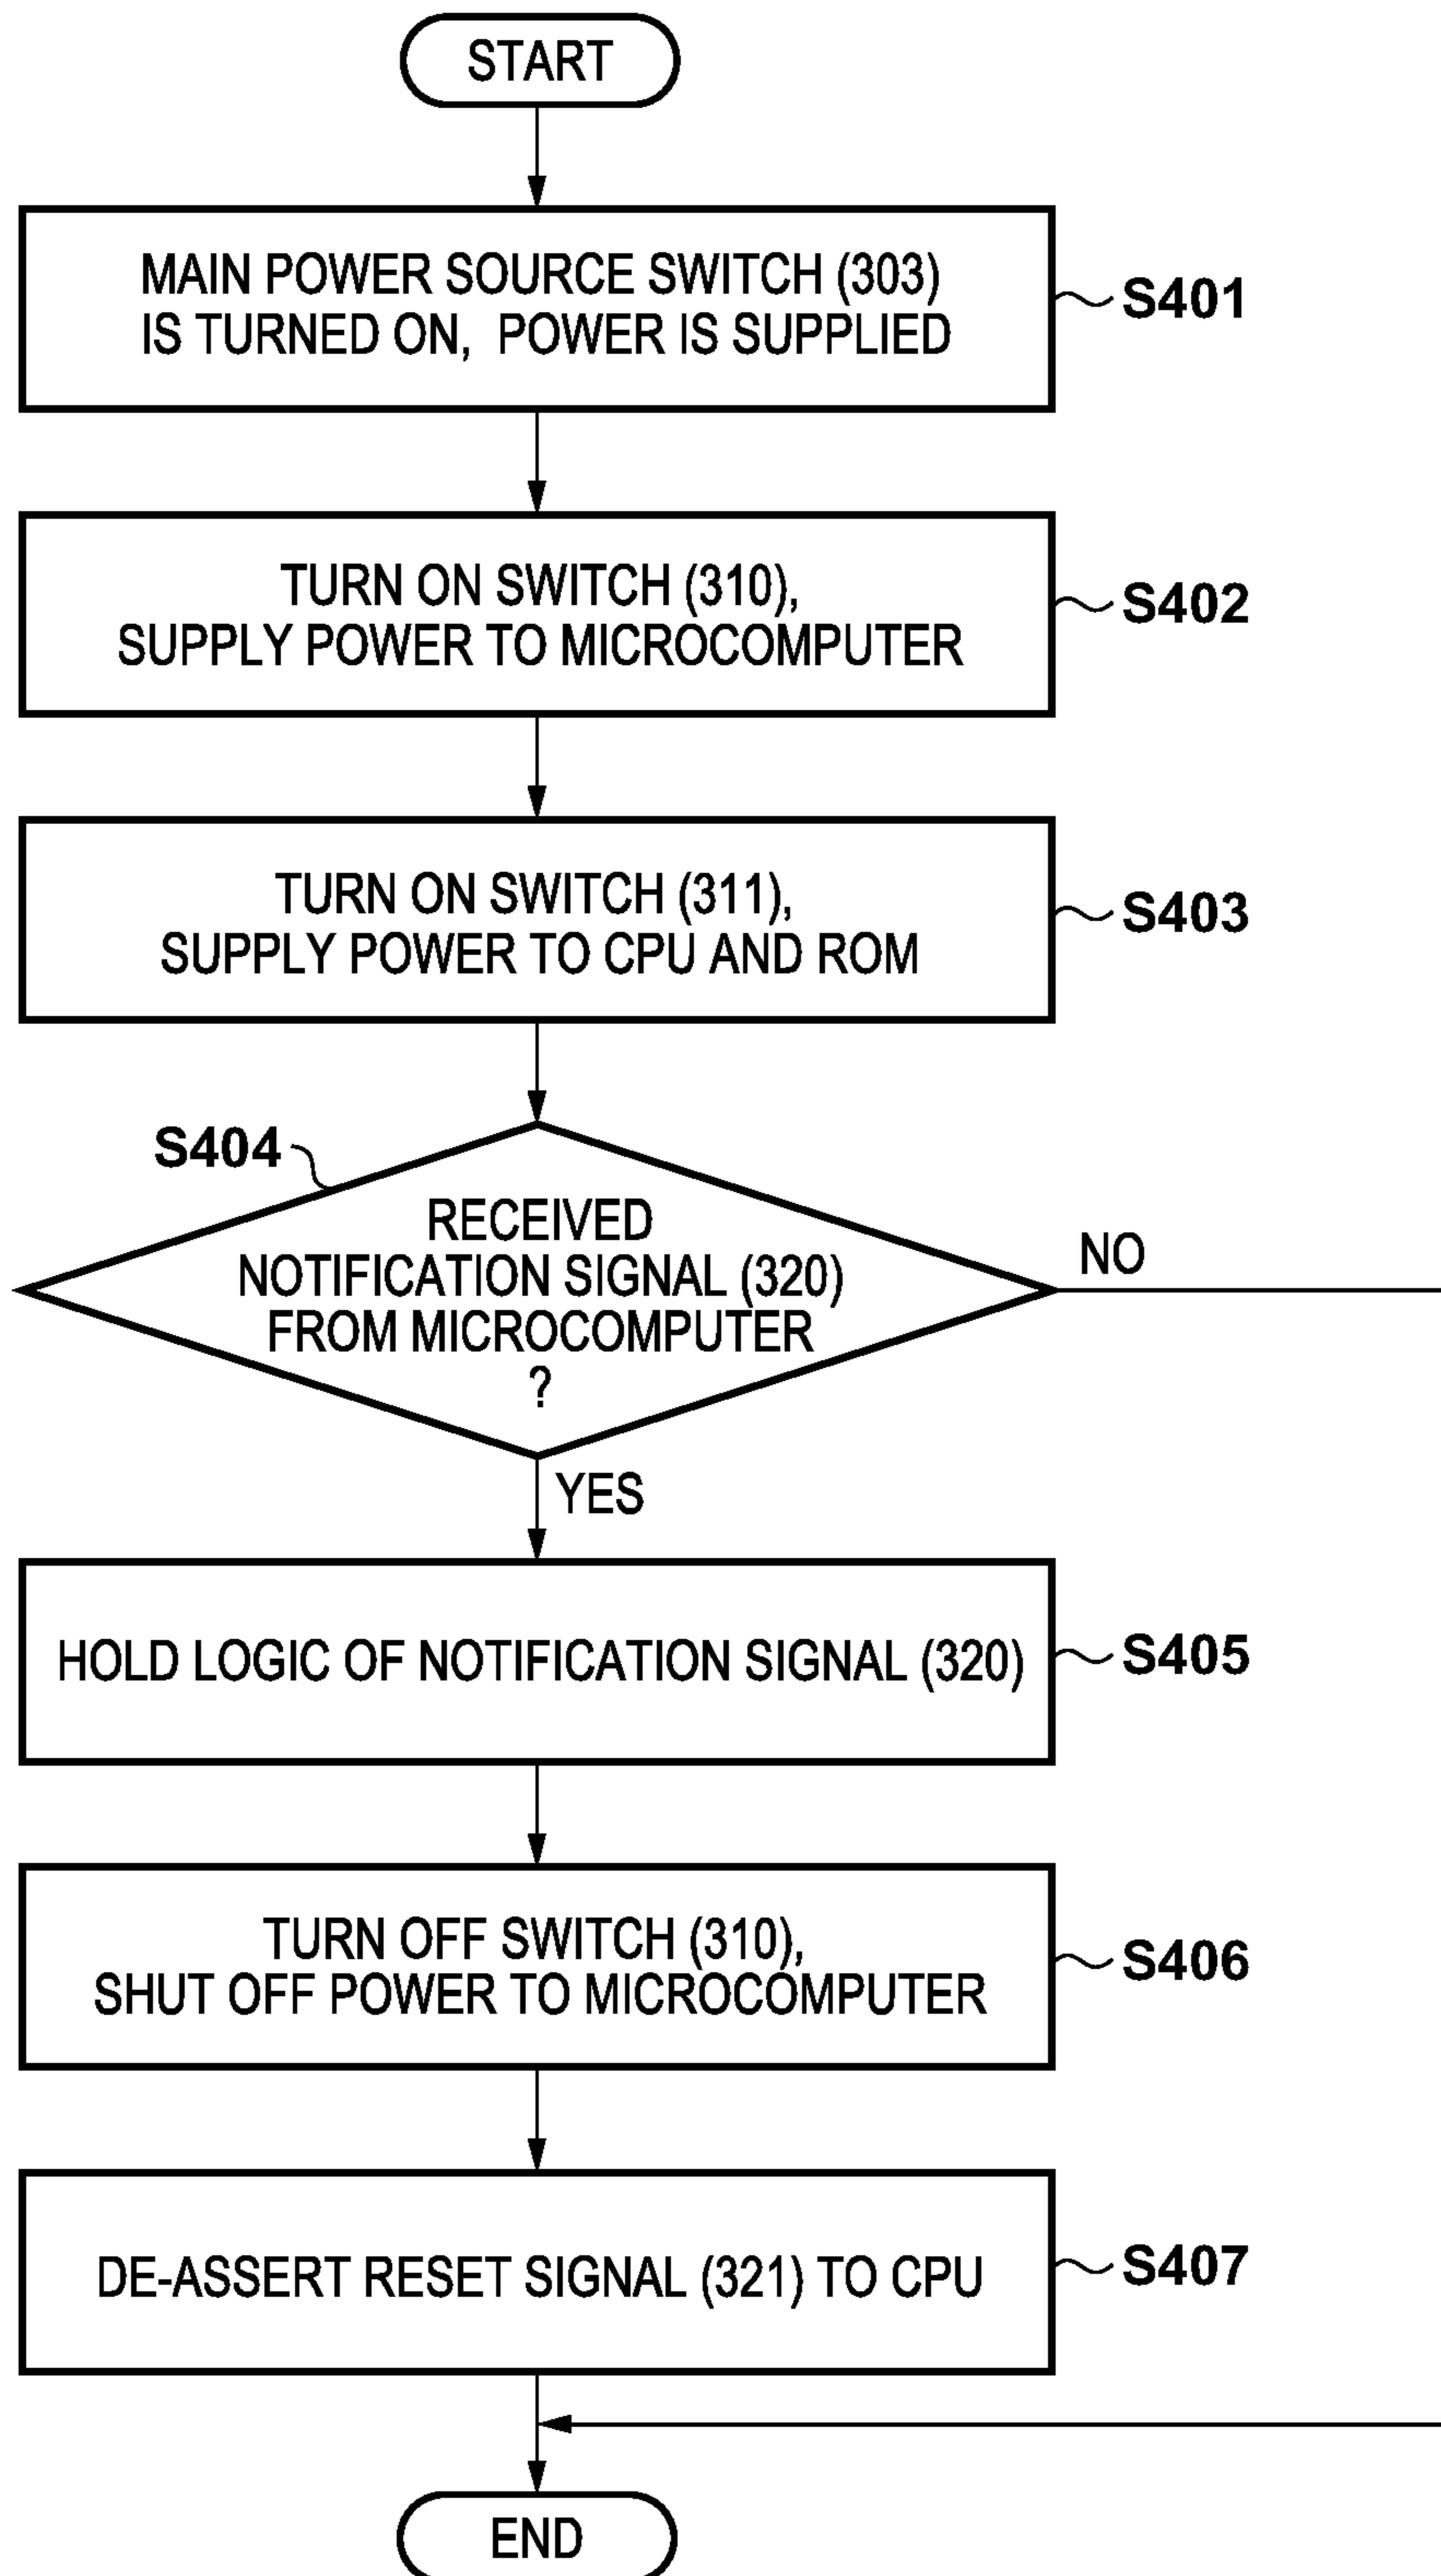 START
MAIN POWER SOURCE SWITCH (303)
IS TURNED ON, POWER IS SUPPLIED
S401
TURN ON SWITCH (310),
SUPPLY POWER TO MICROCOMPUTER
S402
TURN ON SWITCH (311),
SUPPLY POWER TO CPU AND ROM
S403
S404
RECEIVED
NOTIFICATION SIGNAL (320)
FROM MICROCOMPUTER
?
NO
YES
HOLD LOGIC OF NOTIFICATION SIGNAL (320)
S405
TURN OFF SWITCH (310),
SHUT OFF POWER TO MICROCOMPUTER
S406
DE-ASSERT RESET SIGNAL (321) TO CPU
S407
END